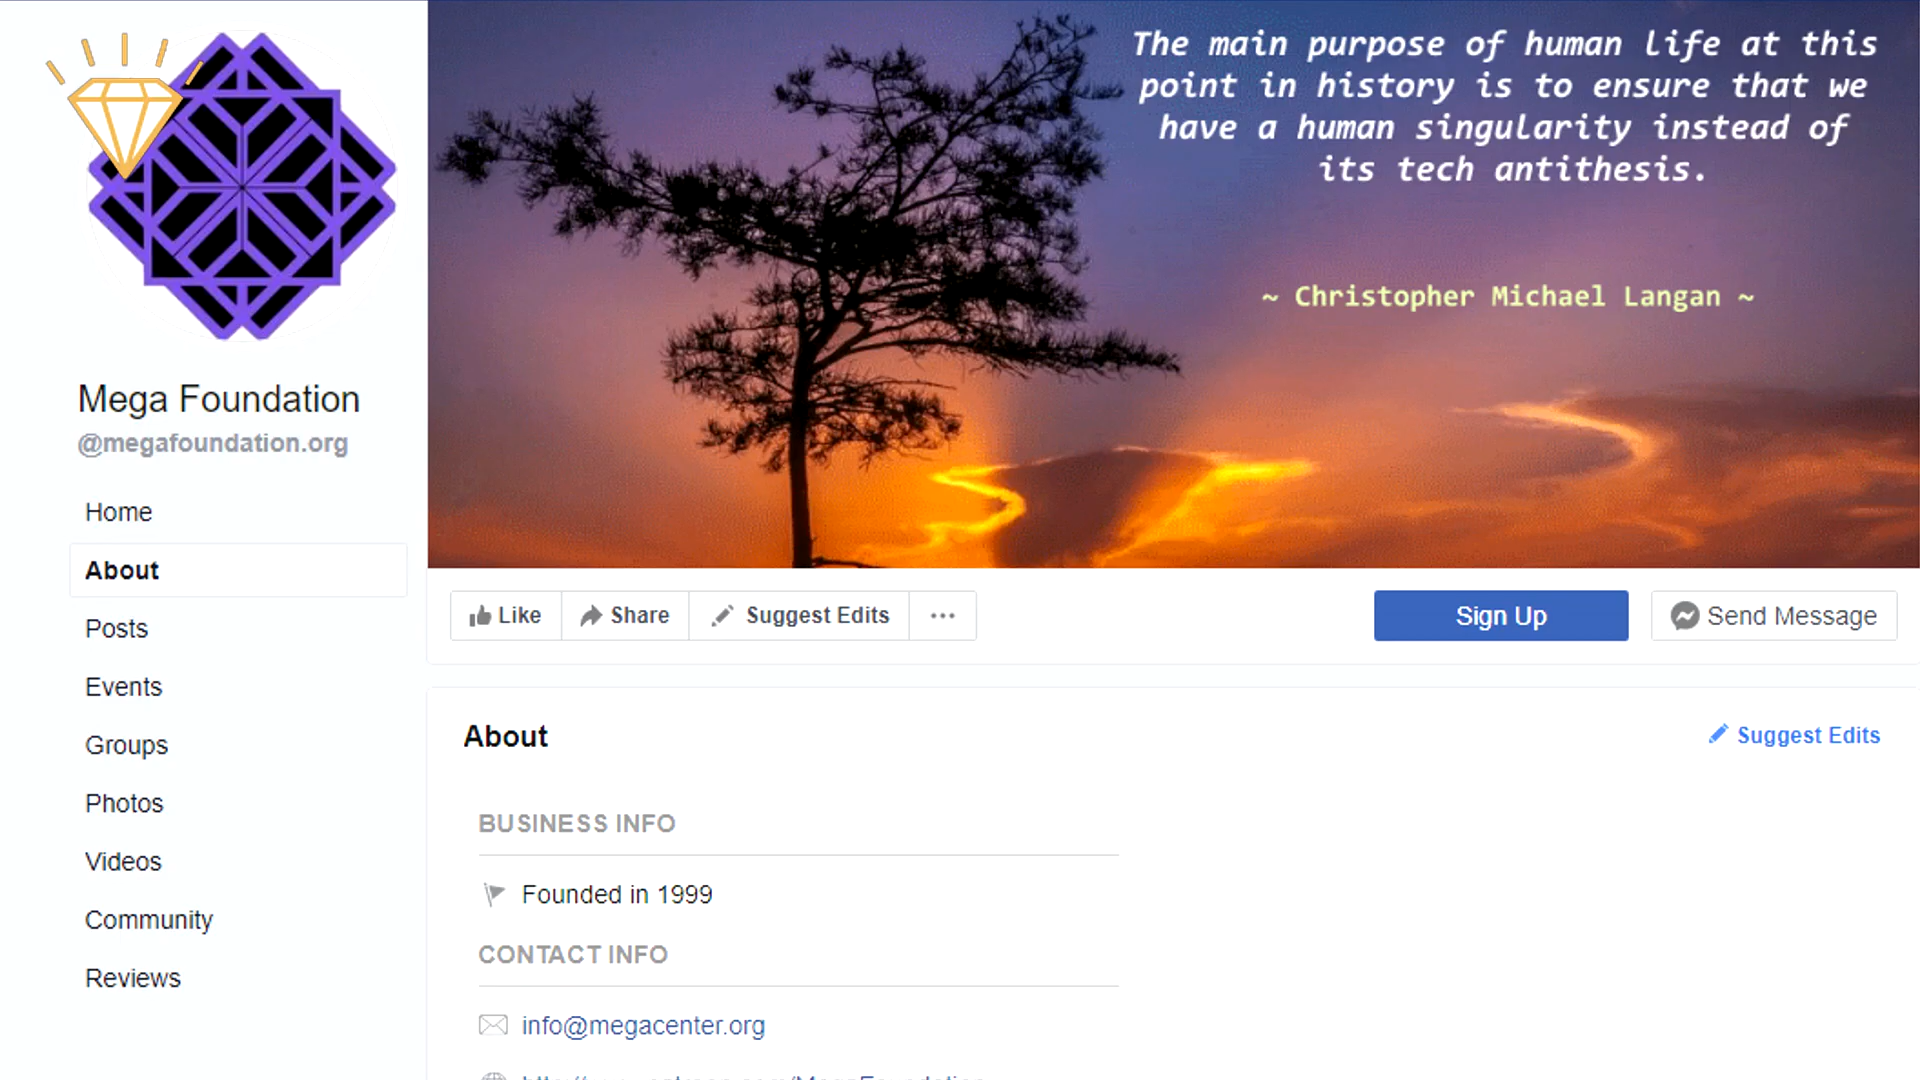 The main purpose of human life at this
point in history is to ensure that we
have a human singularity instead of
its tech antithesis.
~ Christopher Michael Langan ~
Mega Foundation
@megafoundation.org
Home
About
Posts
Events
Groups
Photos
Videos
Community
Reviews
Like
Share
Suggest Edits
Sign Up
Send Message
About
Suggest Edits
BUSINESS INFO
Founded in 1999
CONTACT INFO
info@megacenter.org